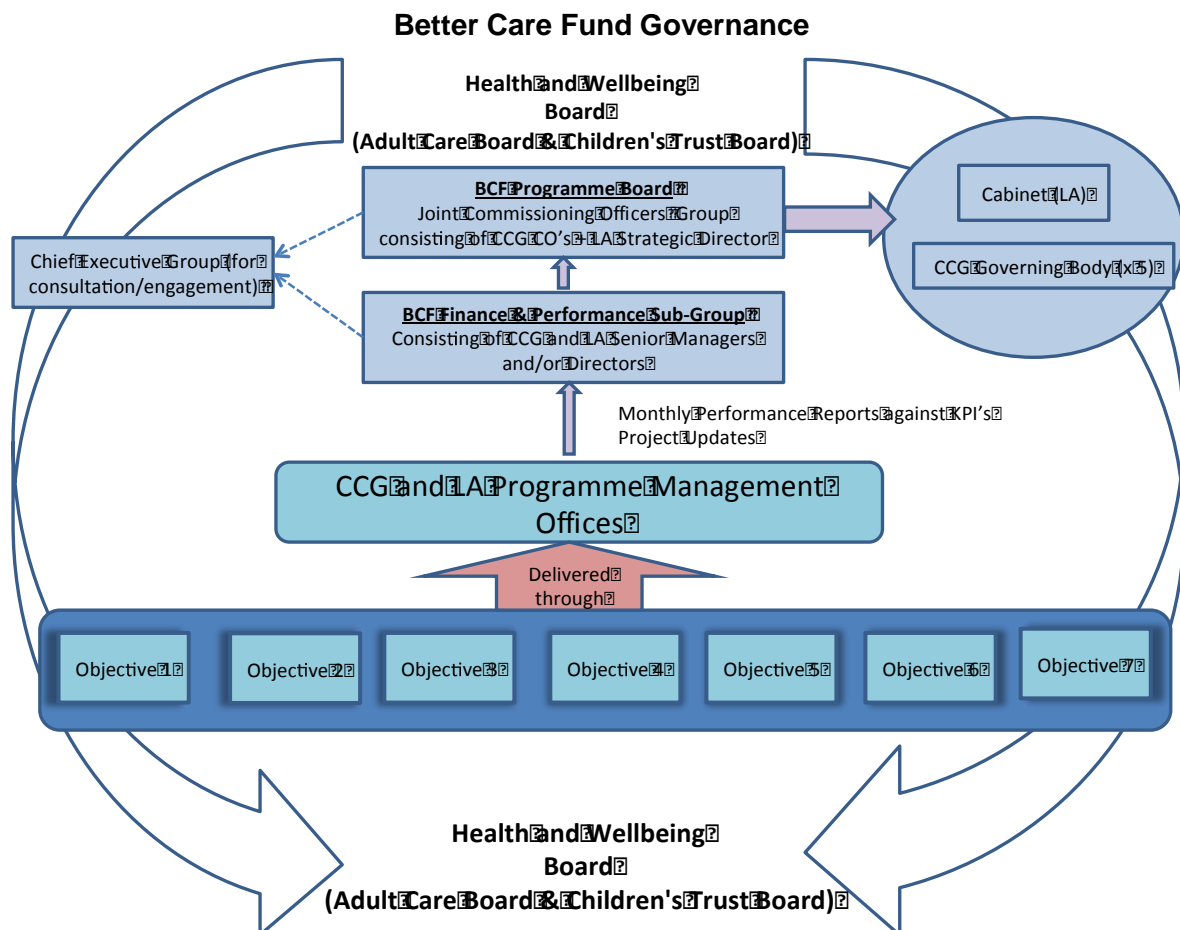 Better Care Fund Governance
Health and Wellbeing
Board
(Adult Care Board & Children's Trust Board)
BCF Programme Board
Joint Commissioning Officers Group
consisting of CCG CO's + LA Strategic Director
Cabinet (LA)
CCG Governing Body (x 5)
Chief Executive Group (for
consultation/engagement)
BCF Finance & Performance Sub-Group
Consisting of CCG and LA Senior Managers
and/or Directors
Monthly Performance Reports against KPI's
Project Updates
CCG and LA Programme Management
Offices
Delivered
through
Objective 1
Objective 2
Objective 3
Objective 4
Objective 5
Objective 6
Objective 7
Health and Wellbeing
Board
(Adult Care Board & Children's Trust Board)